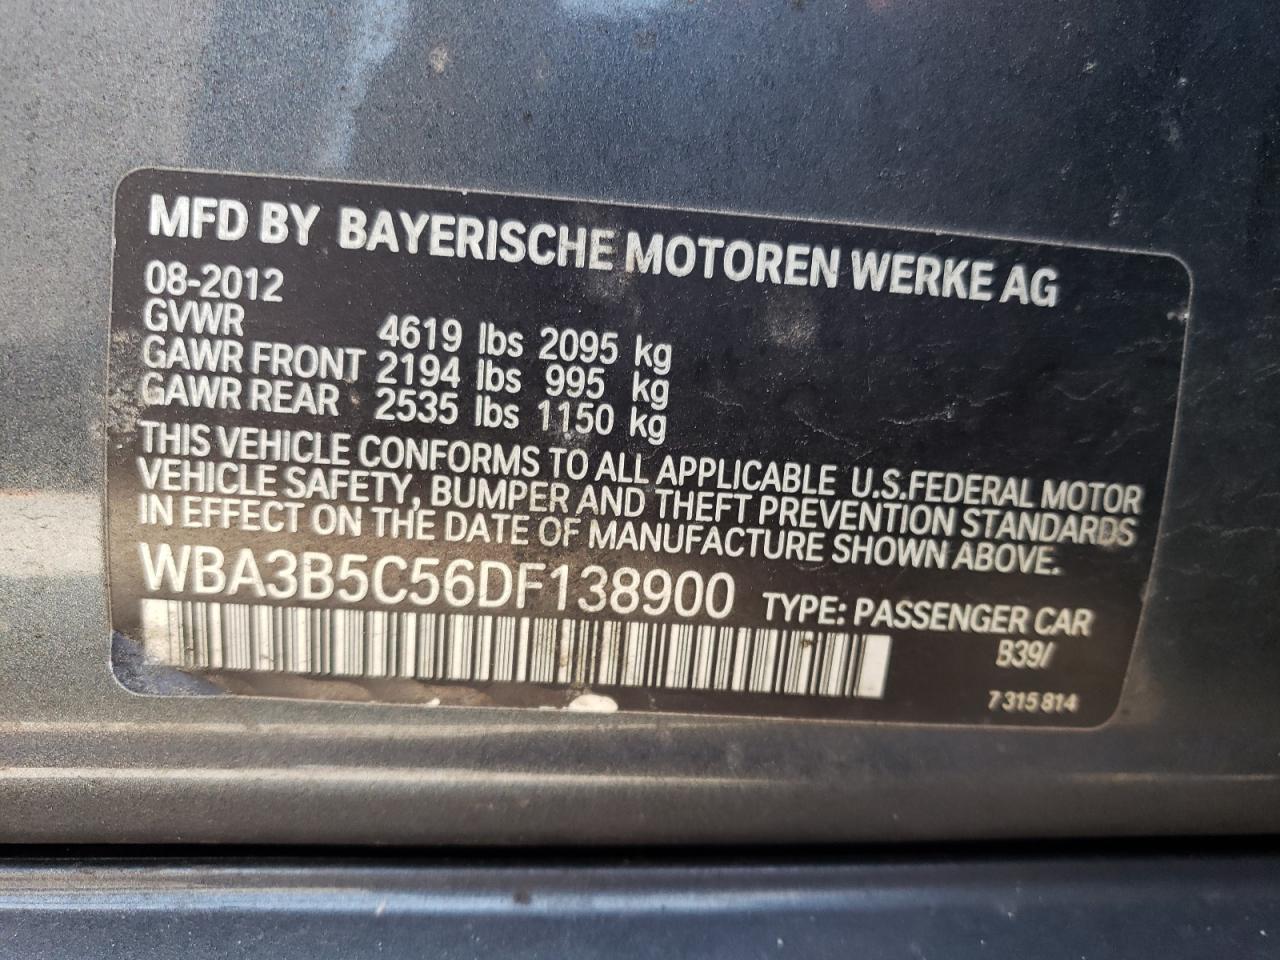 MFD BY BAYERISCHE MOTOREN WERKE AG
08-2012
GVWR 4619 lbs 2095 kg
GAWR FRONT 2194 lbs 995 kg
GAWR REAR 2535 lbs 1150 kg
THIS VEHICLE CONFORMS TO ALL APPLICABLE U.S.FEDERAL MOTOR
VEHICLE SAFETY, BUMPER AND THEFT PREVENTION STANDARDS
IN EFFECT ON THE DATE OF MANUFACTURE SHOWN ABOVE.
WBA3B5C56DF138900 TYPE: PASSENGER CAR
B39/
7 315 814